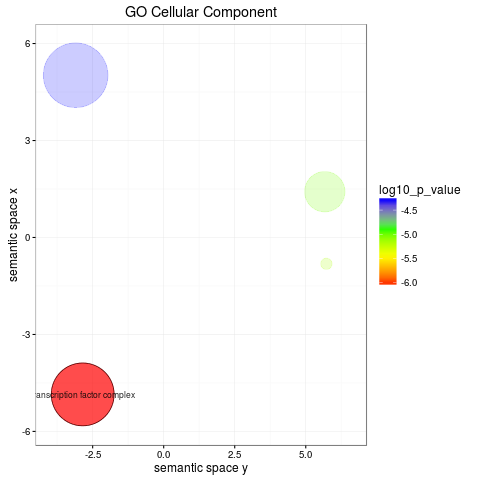 GO Cellular Component
6
3
0
-3
-6
semantic space x
anscription factor complex
-2.5
0.0
2.5
5.0
semantic space y
log10_p_value
-4.5
-5.0
-5.5
-6.0